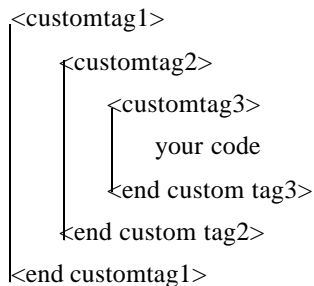 <customtag1>
<customtag2>
<customtag3>
your code
<end custom tag3>
<end custom tag2>
<end customtag1>